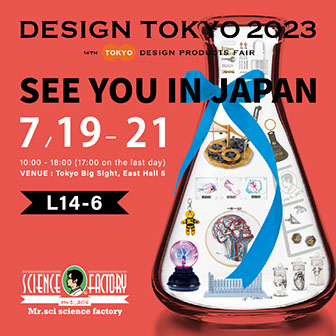 DESIGN TOKYO 2023
14TH TOKYO DESIGN PRODUCTS FAIR
SEE YOU IN JAPAN
7/19-21
10:00 - 18:00 (17:00 on the last day)
VENUE : Tokyo Big Sight, East Hall 5
L14-6
SCIENCE FACTORY
mr.sci
Mr.sci science factory